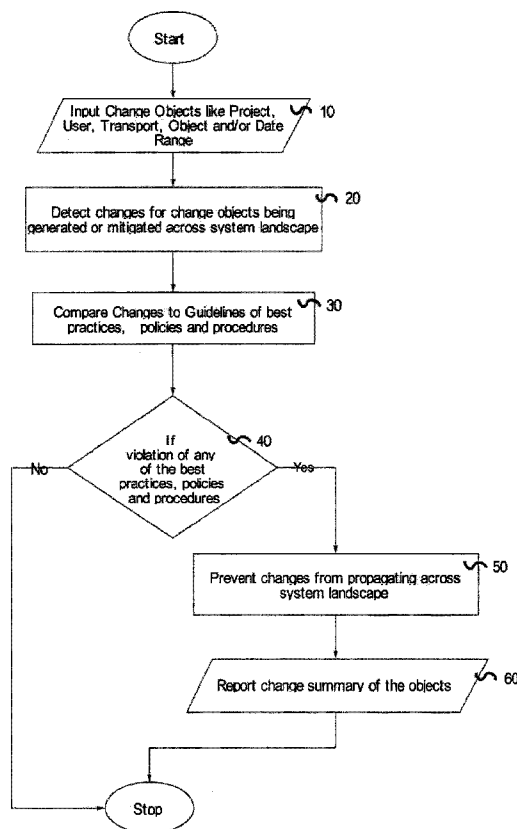 Start
Input Change Objects like Project,
User, Transport, Object and/or Date
Range
10
Detect changes for change objects being
generated or mitigated across system landscape
20
Compare Changes to Guidelines of best
practices, policies and procedures
30
If
violation of any
of the best
practices, policies
and procedures
40
No
Yes
Prevent changes from propagating across
system landscape
50
Report change summary of the objects
60
Stop